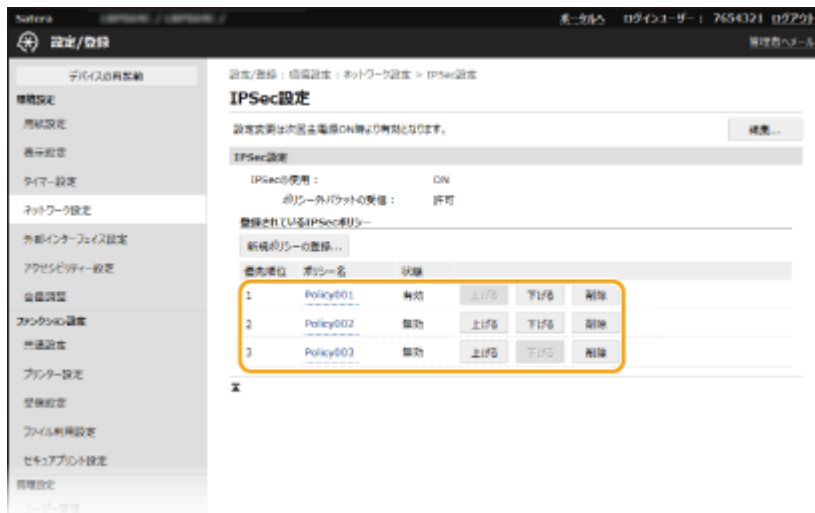 Satera
ポータルへ ログインユーザー: 7654321 ログアウト
設定/登録
管理者へメール
デバイスの再起動
環境設定
用紙設定
表示設定
タイマー設定
ネットワーク設定
外部インターフェイス設定
アクセシビリティー設定
音量調整
ファンクション設定
共通設定
プリンター設定
受信設定
ファイル利用設定
セキュアプリント設定
管理設定
ユーザー管理
設定/登録 : 環境設定 : ネットワーク設定 > IPSec設定
IPSec設定
設定変更は次回主電源ON時より有効となります。
編集...
IPSec設定
IPSecの使用 : ON
ポリシー外パケットの受信 : 許可
登録されているIPSecポリシー
新規ポリシーの登録...
優先順位 ポリシー名 状態
1 Policy001 有効 上げる 下げる 削除
2 Policy002 無効 上げる 下げる 削除
3 Policy003 無効 上げる 下げる 削除